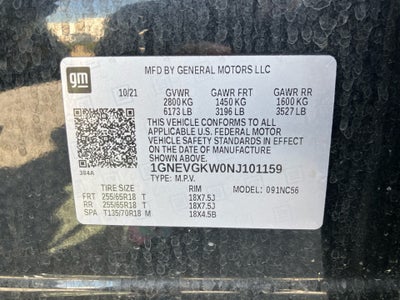 gm
MFD BY GENERAL MOTORS LLC
10/21 GVWR GAWR FRT GAWR RR
2800 KG 1450 KG 1600 KG
6173 LB 3196 LB 3527 LB
THIS VEHICLE CONFORMS TO ALL
APPLICABLE U.S. FEDERAL MOTOR
VEHICLE SAFETY STANDARDS IN EFFECT ON
THE DATE OF MANUFACTURE SHOWN ABOVE.
1GNEVGKW0NJ101159
384A TYPE: M.P.V.
TIRE SIZE RIM MODEL: 091NC56
FRT 255/65R18 T 18X7.5J
RR 255/65R18 T 18X7.5J
SPA T135/70R18 M 18X4.5B